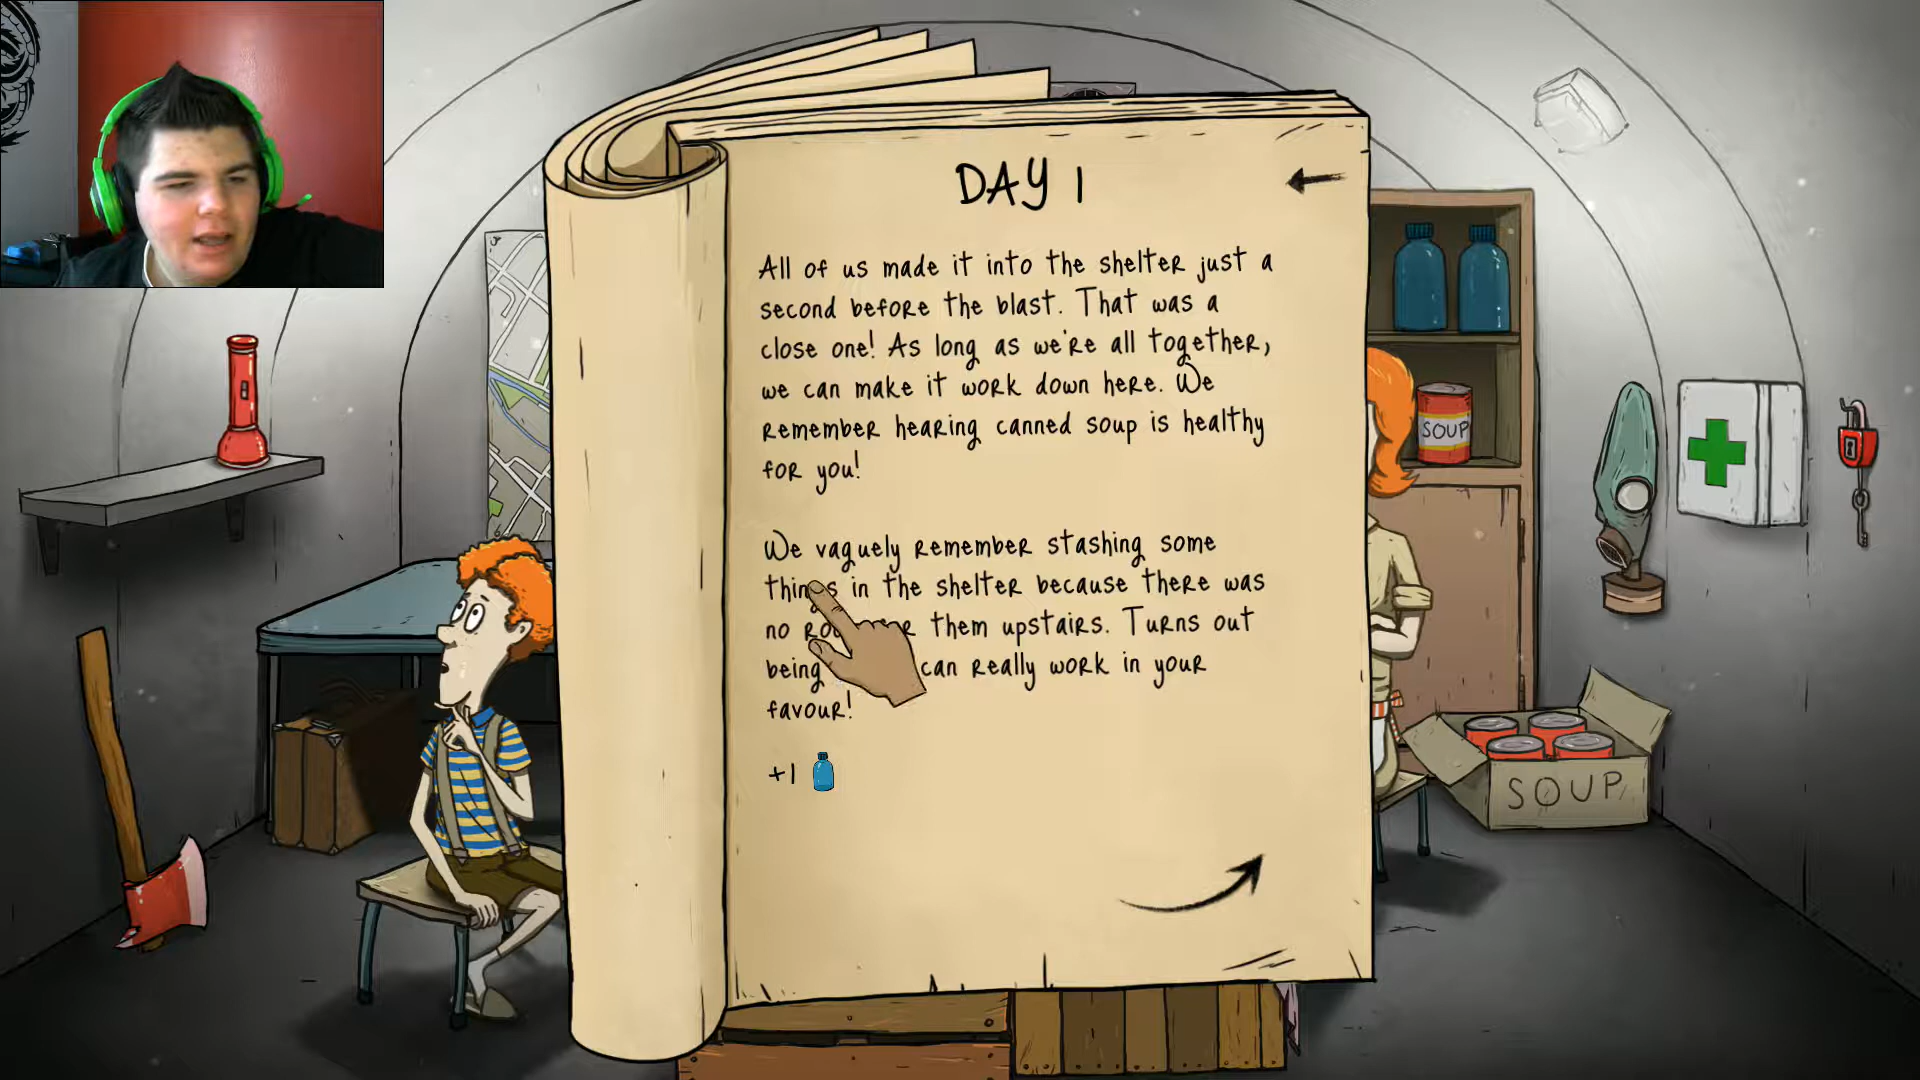 DAY 1
All of us made it into the shelter just a
second before the blast. That was a
close one! As long as we're all together,
we can make it work down here. We
remember hearing canned soup is healthy
for you!
We vaguely remember stashing some
things in the shelter because there was
no them upstairs. Turns out
being can really work in your
favour!
+1
SOUP
SOUP